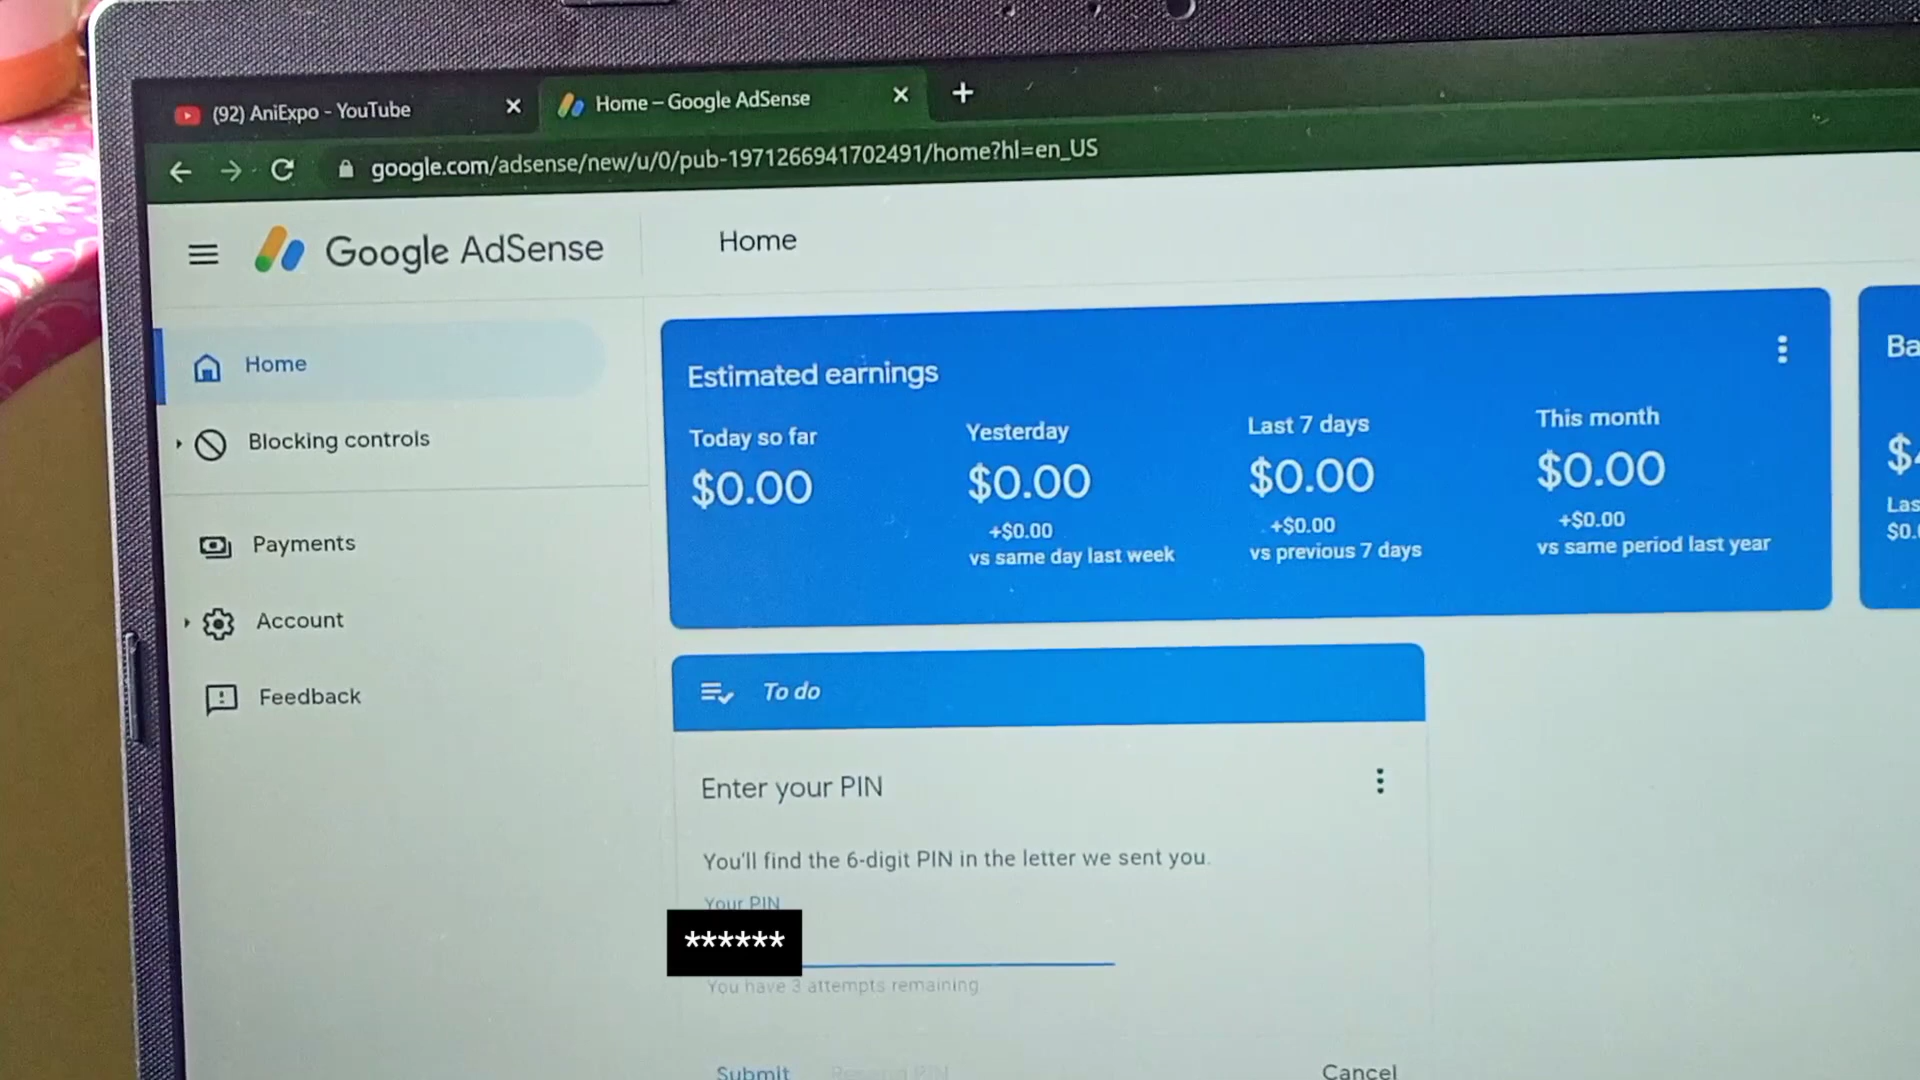 (92) AniExpo - YouTube
Home – Google AdSense
google.com/adsense/new/u/0/pub-1971266941702491/home?hl=en_US
Google AdSense
Home
Home
Blocking controls
Payments
Account
Feedback
Estimated earnings
Today so far
$0.00
Yesterday
$0.00
+$0.00
vs same day last week
Last 7 days
$0.00
+$0.00
vs previous 7 days
This month
$0.00
+$0.00
vs same period last year
Ba
Las
$0.
To do
Enter your PIN
You'll find the 6-digit PIN in the letter we sent you.
Your PIN
******
You have 3 attempts remaining
Submit
Cancel